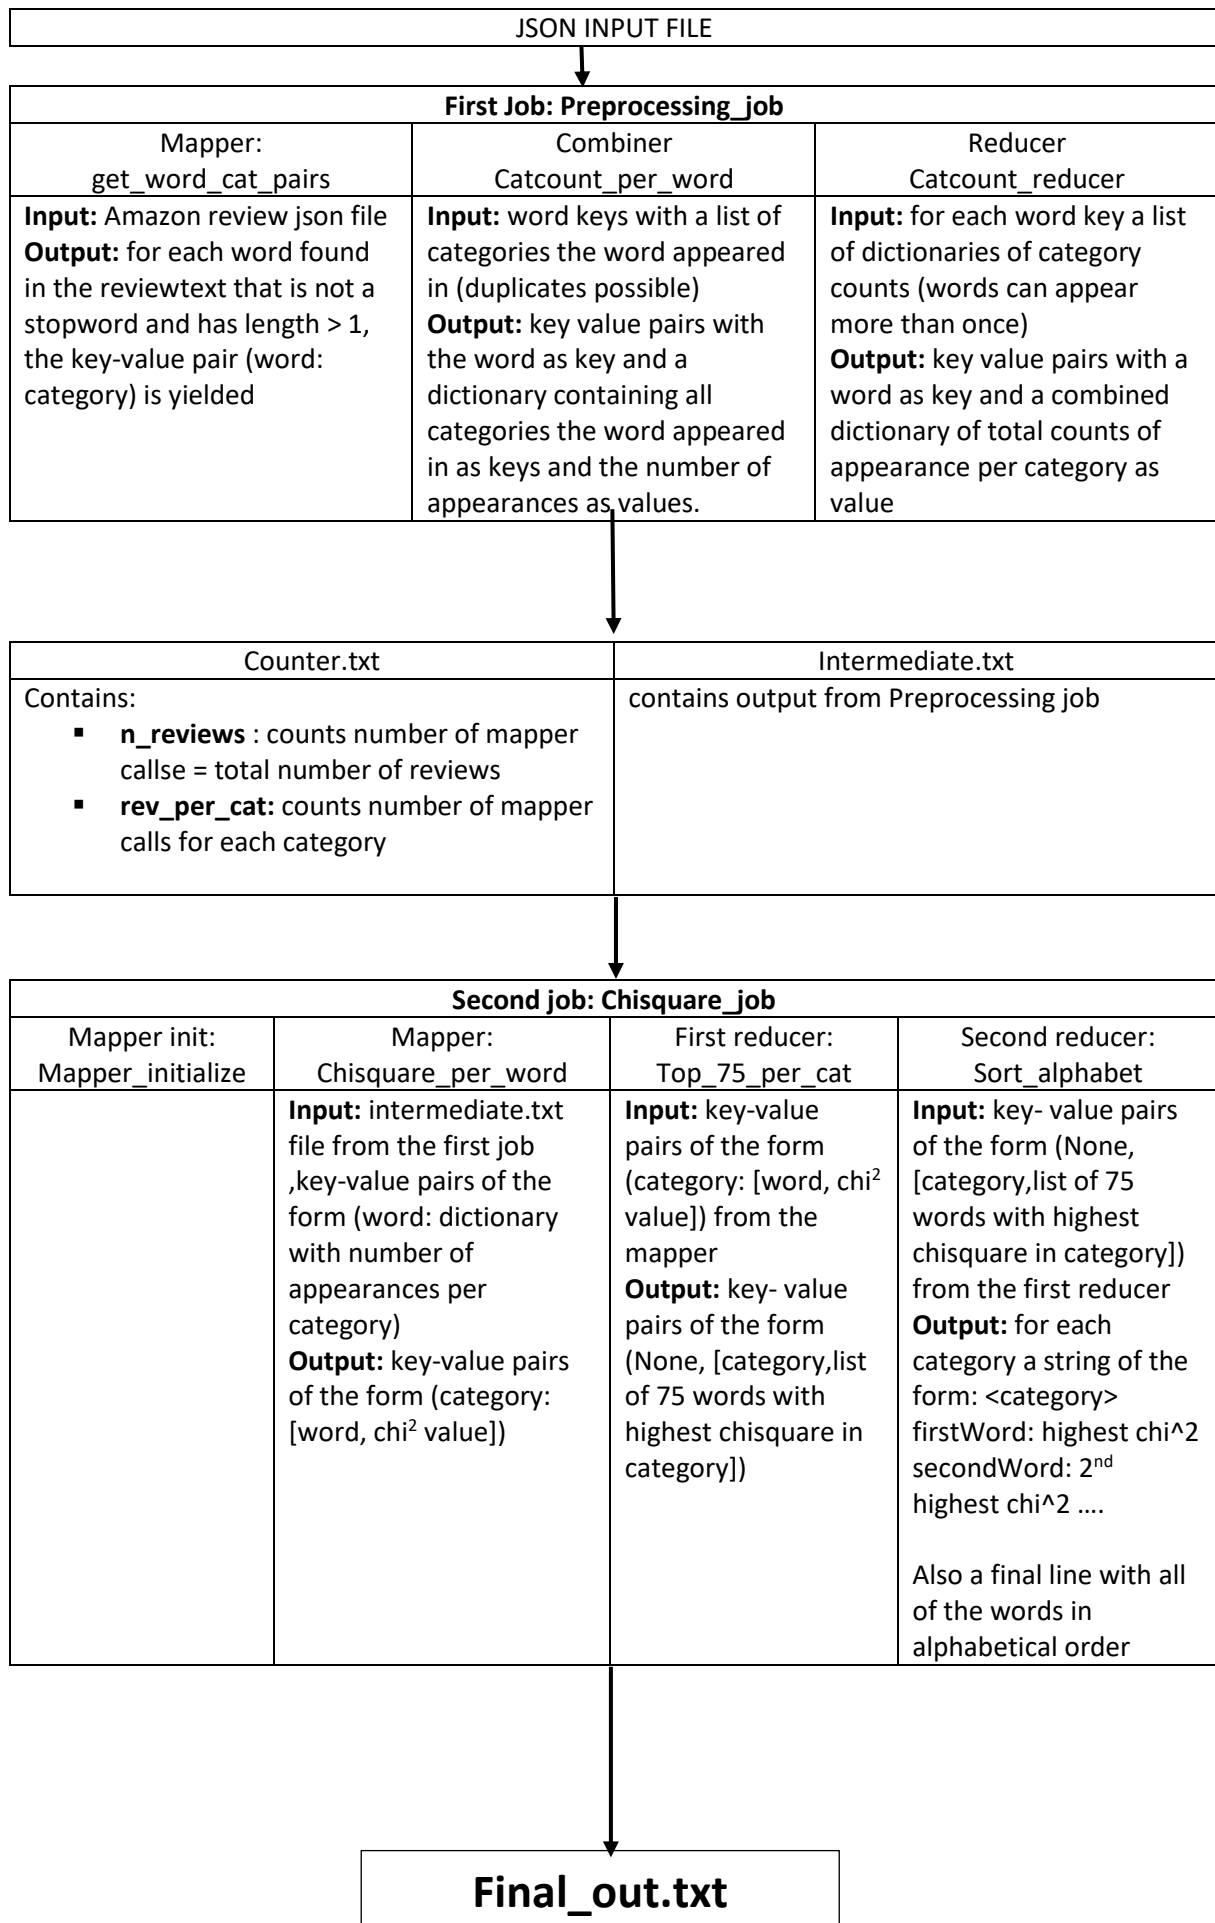 JSON INPUT FILE
First Job: Preprocessing_job
Mapper:
get_word_cat_pairs
Combiner
Catcount_per_word
Reducer
Catcount_reducer
Input: Amazon review json file
Output: for each word found
in the reviewtext that is not a
stopword and has length > 1,
the key-value pair (word:
category) is yielded
Input: word keys with a list of
categories the word appeared
in (duplicates possible)
Output: key value pairs with
the word as key and a
dictionary containing all
categories the word appeared
in as keys and the number of
appearances as values.
Input: for each word key a list
of dictionaries of category
counts (words can appear
more than once)
Output: key value pairs with a
word as key and a combined
dictionary of total counts of
appearance per category as
value
Counter.txt
Contains:
▪ n_reviews : counts number of mapper
callse = total number of reviews
▪ rev_per_cat: counts number of mapper
calls for each category
Intermediate.txt
contains output from Preprocessing job
Second job: Chisquare_job
Mapper init:
Mapper_initialize
Mapper:
Chisquare_per_word
First reducer:
Top_75_per_cat
Second reducer:
Sort_alphabet
Input: intermediate.txt
file from the first job
,key-value pairs of the
form (word: dictionary
with number of
appearances per
category)
Output: key-value pairs
of the form (category:
[word, chi² value])
Input: key-value
pairs of the form
(category: [word, chi²
value]) from the
mapper
Output: key- value
pairs of the form
(None, [category,list
of 75 words with
highest chisquare in
category])
Input: key- value pairs
of the form (None,
[category,list of 75
words with highest
chisquare in category])
from the first reducer
Output: for each
category a string of the
form: <category>
firstWord: highest chi^2
secondWord: 2nd
highest chi^2 ....
Also a final line with all
of the words in
alphabetical order
Final_out.txt